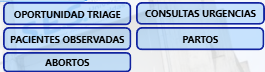 OPORTUNIDAD TRIAGE
CONSULTAS URGENCIAS
PACIENTES OBSERVADAS
PARTOS
ABORTOS